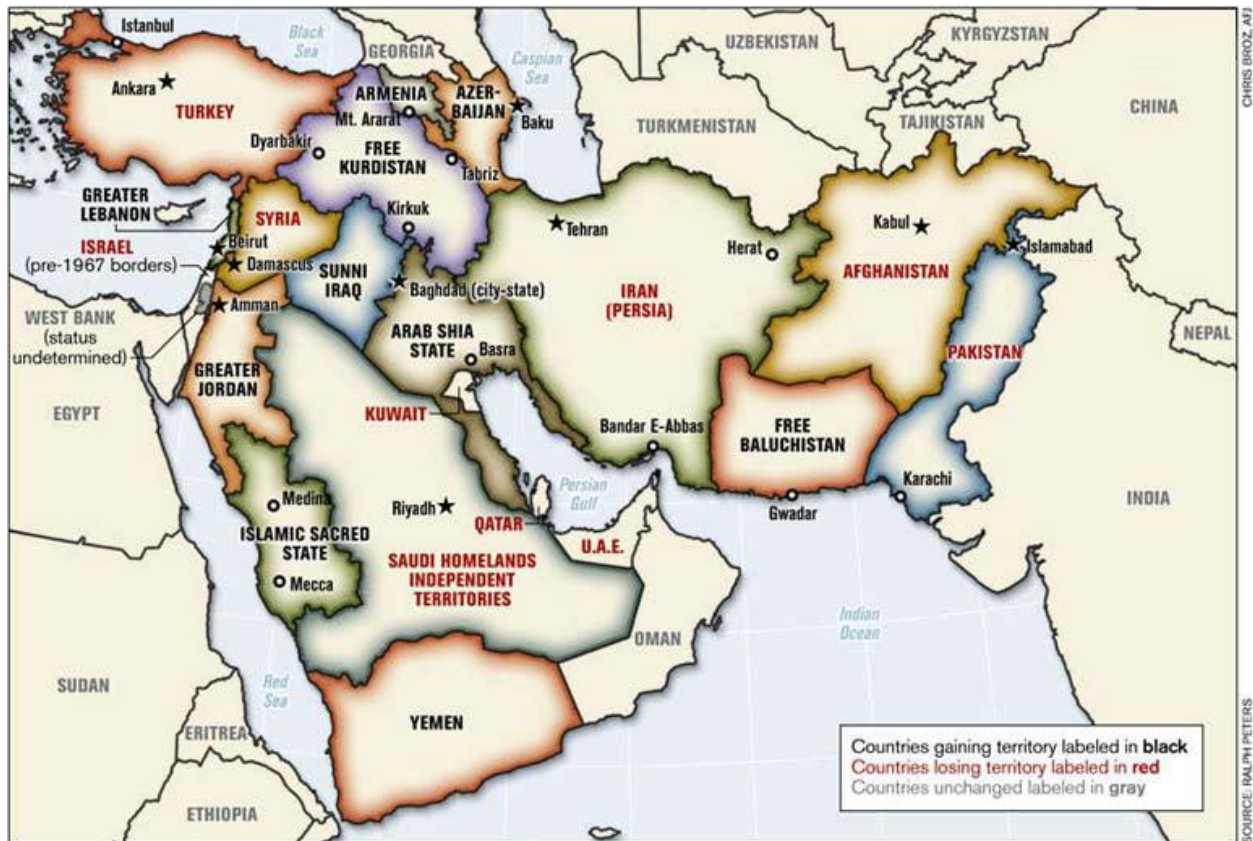 Istanbul
Black
Sea
GEORGIA
Caspian
Sea
UZBEKISTAN
KYRGYZSTAN
CHRIS BROZ, AFJ
Ankara
TURKEY
ARMENIA
Mt. Ararat
AZER-
BAIJAN
Baku
TURKMENISTAN
TAJIKISTAN
CHINA
Dyarbakir
FREE
KURDISTAN
Tabriz
GREATER
LEBANON
SYRIA
Kirkuk
Tehran
Herat
Kabul
Islamabad
ISRAEL
(pre-1967 borders)
Beirut
Damascus
SUNNI
IRAQ
Baghdad (city-state)
IRAN
(PERSIA)
AFGHANISTAN
Amman
WEST BANK
(status
undetermined)
ARAB SHIA
STATE
Basra
PAKISTAN
NEPAL
GREATER
JORDAN
EGYPT
KUWAIT
Bandar E-Abbas
FREE
BALUCHISTAN
Medina
ISLAMIC SACRED
STATE
Mecca
Riyadh
Persian
Gulf
QATAR
U.A.E.
Gwadar
Karachi
INDIA
SAUDI HOMELANDS
INDEPENDENT
TERRITORIES
OMAN
Indian
Ocean
SUDAN
Red
Sea
YEMEN
ERITREA
ETHIOPIA
Countries gaining territory labeled in black
Countries losing territory labeled in red
Countries unchanged labeled in gray
SOURCE: RALPH PETERS